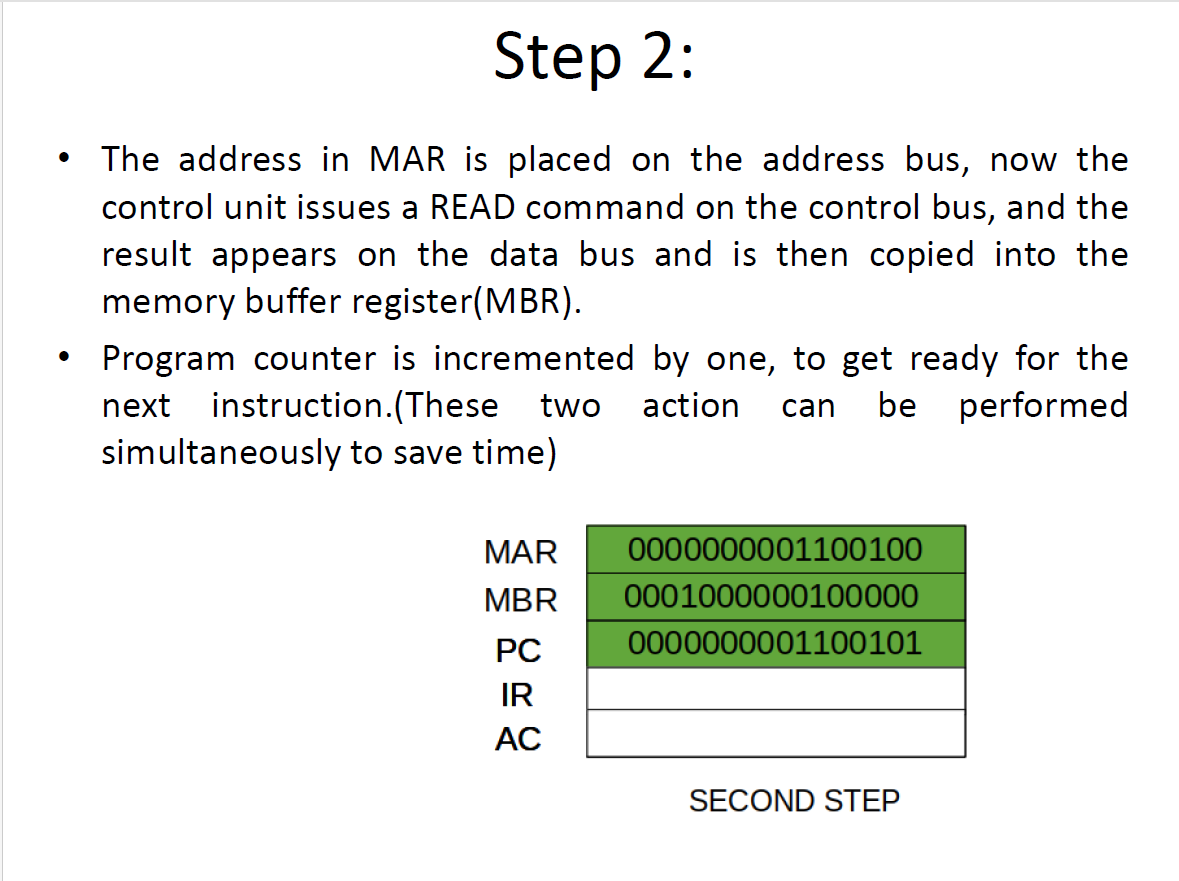 Step 2:
• The address in MAR is placed on the address bus, now the
control unit issues a READ command on the control bus, and the
result appears on the data bus and is then copied into the
memory buffer register(MBR).
• Program counter is incremented by one, to get ready for the
next instruction.(These two action can be performed
simultaneously to save time)
MAR 0000000001100100
MBR 0001000000100000
PC 0000000001100101
IR
AC
SECOND STEP